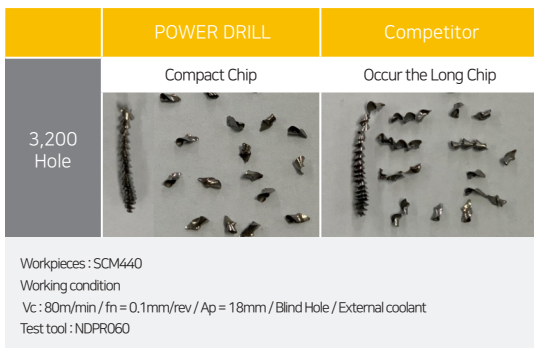 POWER DRILL
Competitor
Compact Chip
Occur the Long Chip
3,200
Hole
Workpieces : SCM440
Working condition
Vc : 80m/min / fn = 0.1mm/rev / Ap = 18mm / Blind Hole / External coolant
Test tool : NDPR060